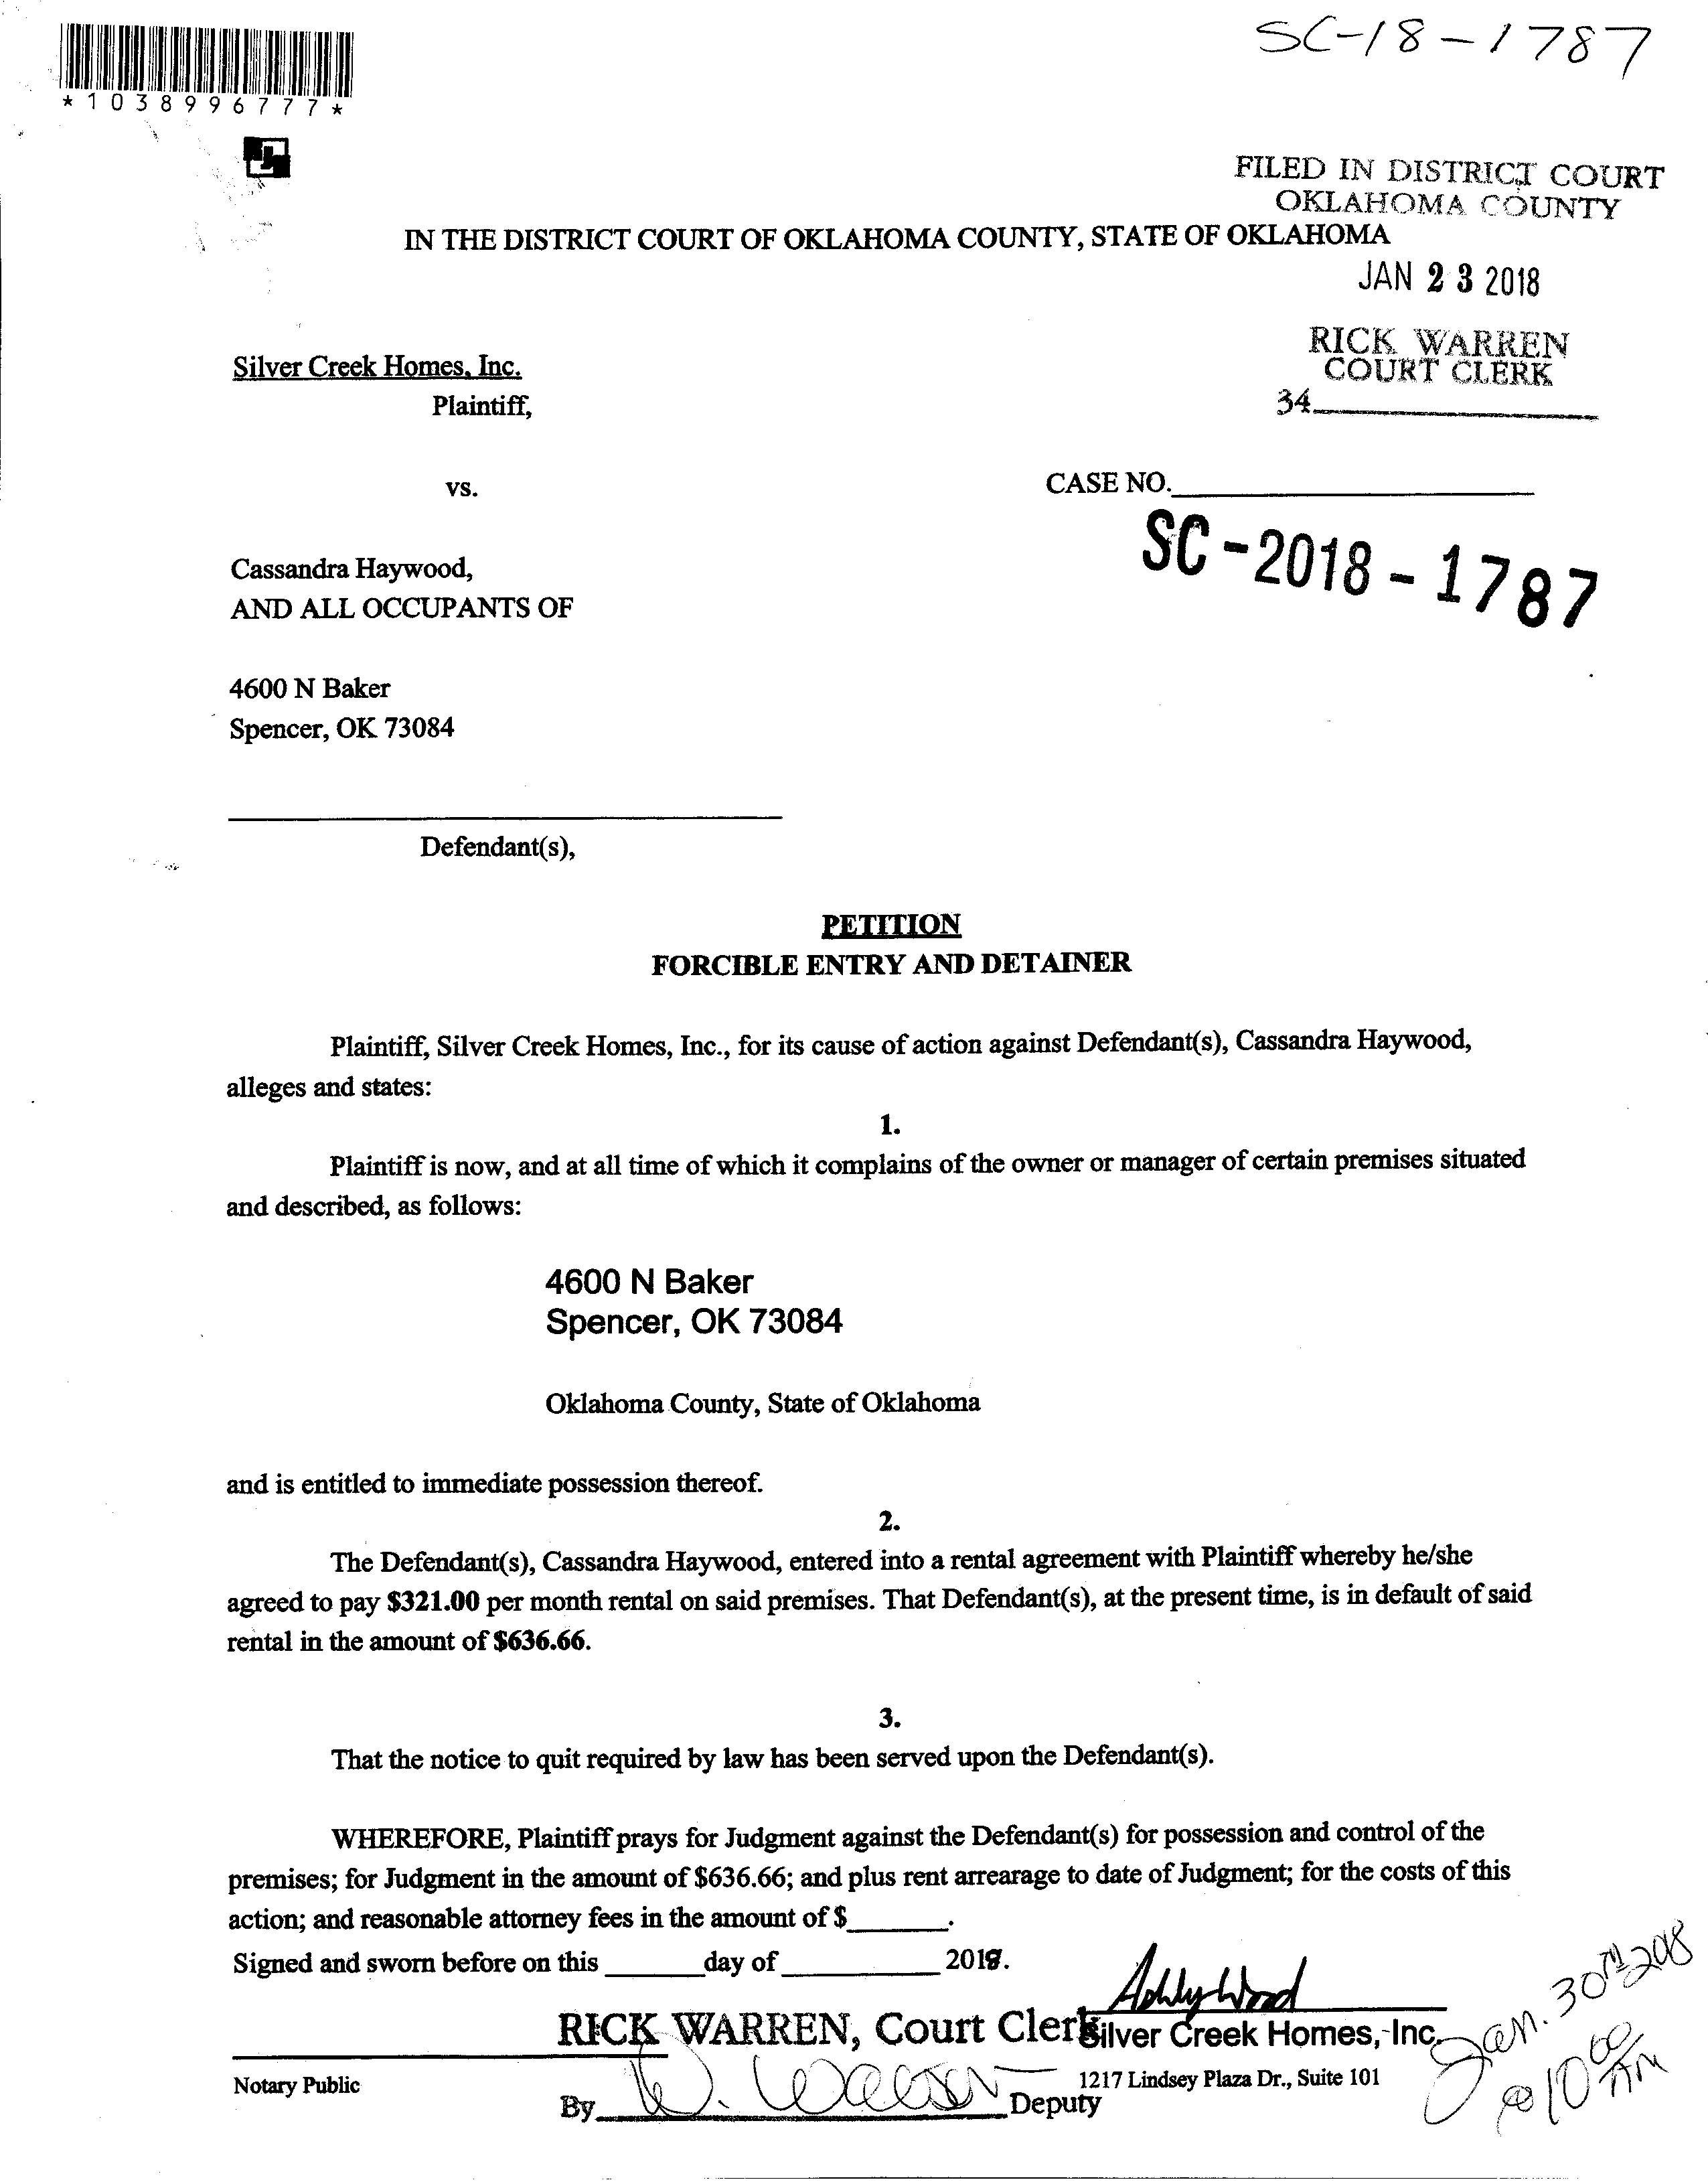 SC-18-1787
*1038996777*
FILED IN DISTRICT COURT
OKLAHOMA COUNTY
IN THE DISTRICT COURT OF OKLAHOMA COUNTY, STATE OF OKLAHOMA
JAN 23 2018
RICK WARREN
COURT CLERK
34
Silver Creek Homes, Inc.
Plaintiff,
vs.
CASE NO.
SC-2018-1787
Cassandra Haywood,
AND ALL OCCUPANTS OF
4600 N Baker
Spencer, OK 73084
Defendant(s),
PETITION
FORCIBLE ENTRY AND DETAINER
Plaintiff, Silver Creek Homes, Inc., for its cause of action against Defendant(s), Cassandra Haywood,
alleges and states:
1.
Plaintiff is now, and at all time of which it complains of the owner or manager of certain premises situated
and described, as follows:
4600 N Baker
Spencer, OK 73084
Oklahoma County, State of Oklahoma
and is entitled to immediate possession thereof.
2.
The Defendant(s), Cassandra Haywood, entered into a rental agreement with Plaintiff whereby he/she
agreed to pay $321.00 per month rental on said premises. That Defendant(s), at the present time, is in default of said
rental in the amount of $636.66.
3.
That the notice to quit required by law has been served upon the Defendant(s).
WHEREFORE, Plaintiff prays for Judgment against the Defendant(s) for possession and control of the
premises; for Judgment in the amount of $636.66; and plus rent arrearage to date of Judgment; for the costs of this
action; and reasonable attorney fees in the amount of $_______.
Signed and sworn before on this _______day of ___________ 2018.
Ashly Wood
RICK WARREN, Court Clerk
Silver Creek Homes, Inc.
Notary Public
1217 Lindsey Plaza Dr., Suite 101
By Deputy
Jan. 30th 2018
@ 10 00 AM